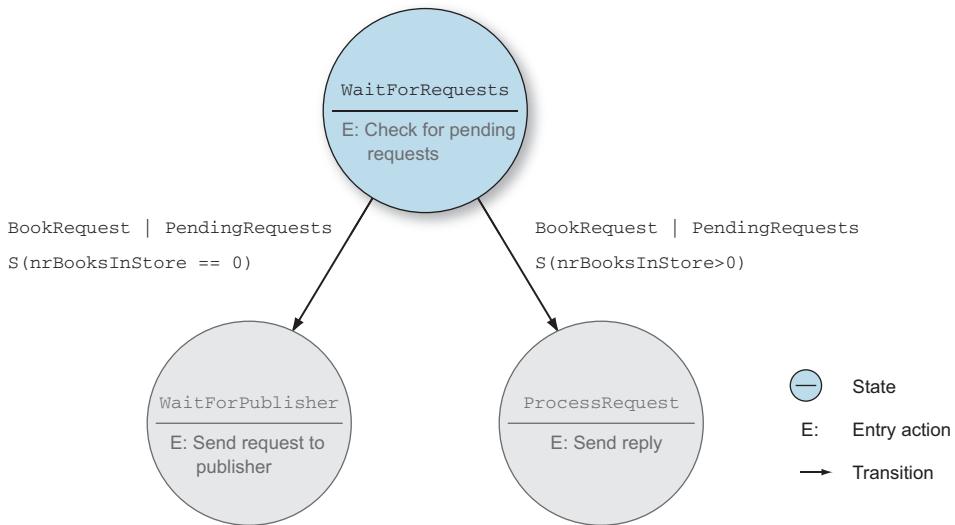 WaitForRequests
E: Check for pending
requests
BookRequest | PendingRequests
S(nrBooksInStore == 0)
BookRequest | PendingRequests
S(nrBooksInStore>0)
WaitForPublisher
E: Send request to
publisher
ProcessRequest
E: Send reply
State
E: Entry action
Transition